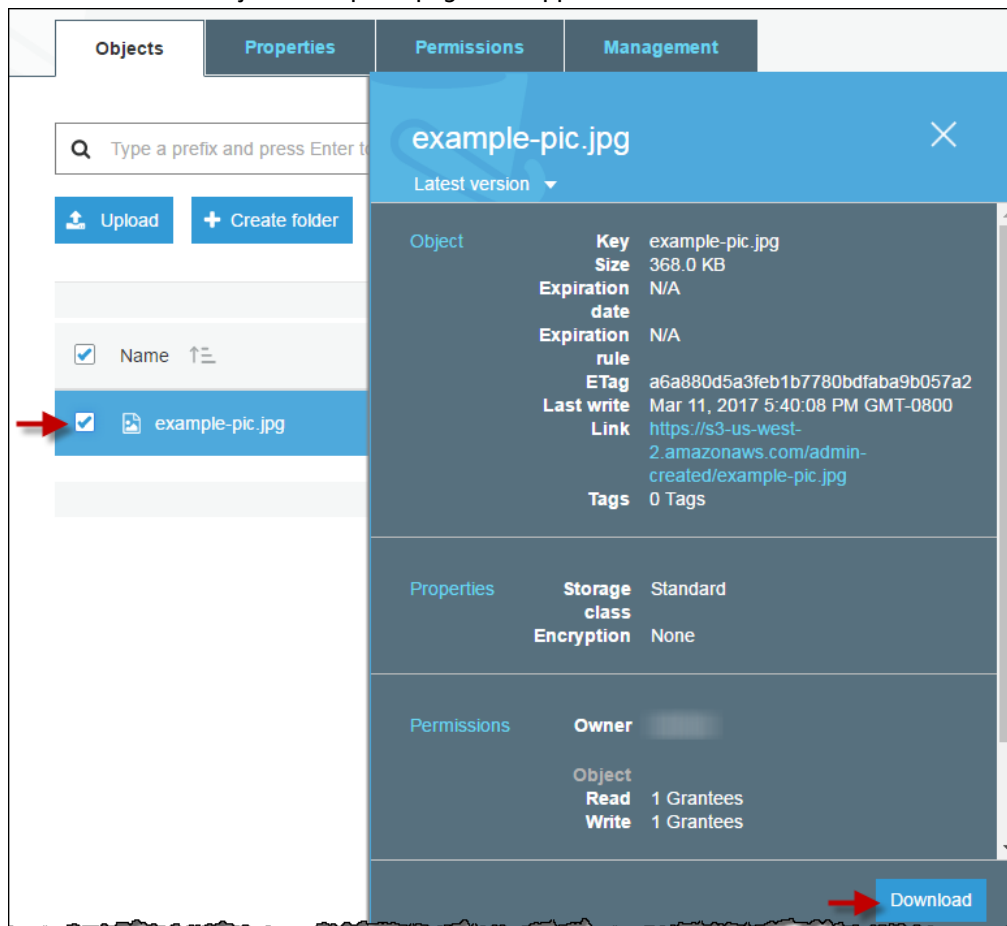 Objects Properties Permissions Management
Type a prefix and press Enter t
Upload Create folder
Name
example-pic.jpg
example-pic.jpg
Latest version
Object
Key example-pic.jpg
Size 368.0 KB
Expiration date N/A
Expiration rule N/A
ETag a6a880d5a3feb1b7780bdfaba9b057a2
Last write Mar 11, 2017 5:40:08 PM GMT-0800
Link https://s3-us-west-
2.amazonaws.com/admin-
created/example-pic.jpg
Tags 0 Tags
Properties
Storage class Standard
Encryption None
Permissions
Owner
Object
Read 1 Grantees
Write 1 Grantees
Download